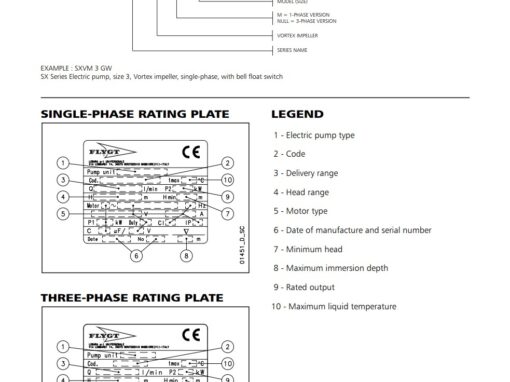 MODEL (SIZE)
M = 1-PHASE VERSION
NULL = 3-PHASE VERSION
VORTEX IMPELLER
SERIES NAME
EXAMPLE : SXVM 3 GW
SX Series Electric pump, size 3, Vortex impeller, single-phase, with bell float switch
SINGLE-PHASE RATING PLATE
FLYGT
CE
Pump unit
Cod. tmax °C
Q l/min P2 kW
H m Hmin m
Motor ~ Hz
V A
P1 kW Duty Cl IP
C µF/ V ▽
Date No m
1
3
4
5
2
10
9
7
6
8
01451_D_SC
LEGEND
1 - Electric pump type
2 - Code
3 - Delivery range
4 - Head range
5 - Motor type
6 - Date of manufacture and serial number
7 - Minimum head
8 - Maximum immersion depth
9 - Rated output
10 - Maximum liquid temperature
THREE-PHASE RATING PLATE
FLYGT
CE
Pump unit
Cod. tmax °C
Q l/min P2 kW
H m Hmin m
1
3
4
2
10
9